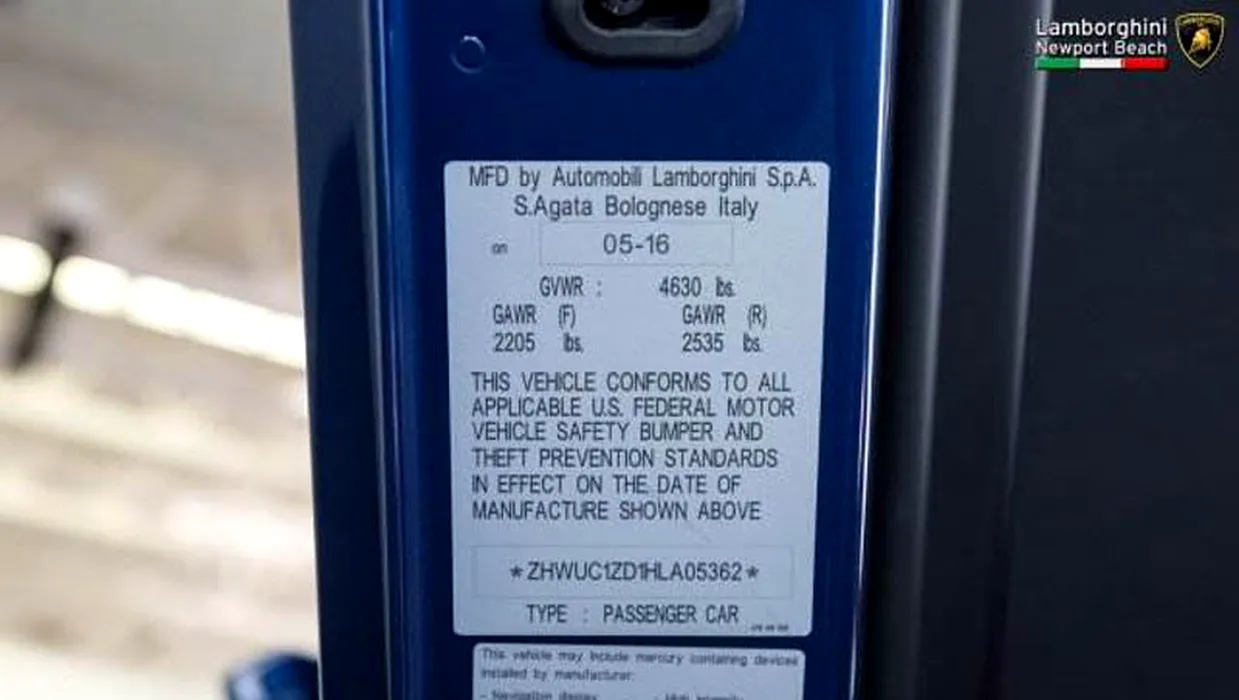 Lamborghini
Newport Beach
MFD by Automobili Lamborghini S.p.A.
S.Agata Bolognese Italy
on 05-16
GVWR : 4630 lbs.
GAWR (F) GAWR (R)
2205 lbs. 2535 lbs.
THIS VEHICLE CONFORMS TO ALL
APPLICABLE U.S. FEDERAL MOTOR
VEHICLE SAFETY BUMPER AND
THEFT PREVENTION STANDARDS
IN EFFECT ON THE DATE OF
MANUFACTURE SHOWN ABOVE
*ZHWUC1ZD1HLA05362*
TYPE : PASSENGER CAR
This vehicle may include mercury containing devices
installed by manufacturer:
- Navigation display